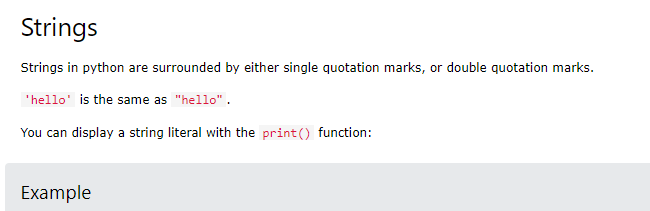 Strings
Strings in python are surrounded by either single quotation marks, or double quotation marks.
'hello' is the same as "hello".
You can display a string literal with the print() function:
Example